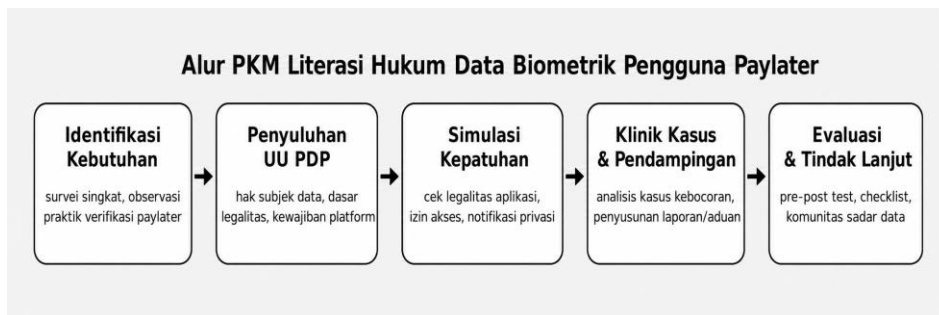 Alur PKM Literasi Hukum Data Biometrik Pengguna Paylater
Identifikasi
Kebutuhan
survei singkat, observasi
praktik verifikasi paylater
Penyuluhan
UU PDP
hak subjek data, dasar
legalitas, kewajiban platform
Simulasi
Kepatuhan
cek legalitas aplikasi,
izin akses, notifikasi privasi
Klinik Kasus
& Pendampingan
analisis kasus kebocoran,
penyusunan laporan/aduan
Evaluasi
& Tindak Lanjut
pre-post test, checklist,
komunitas sadar data